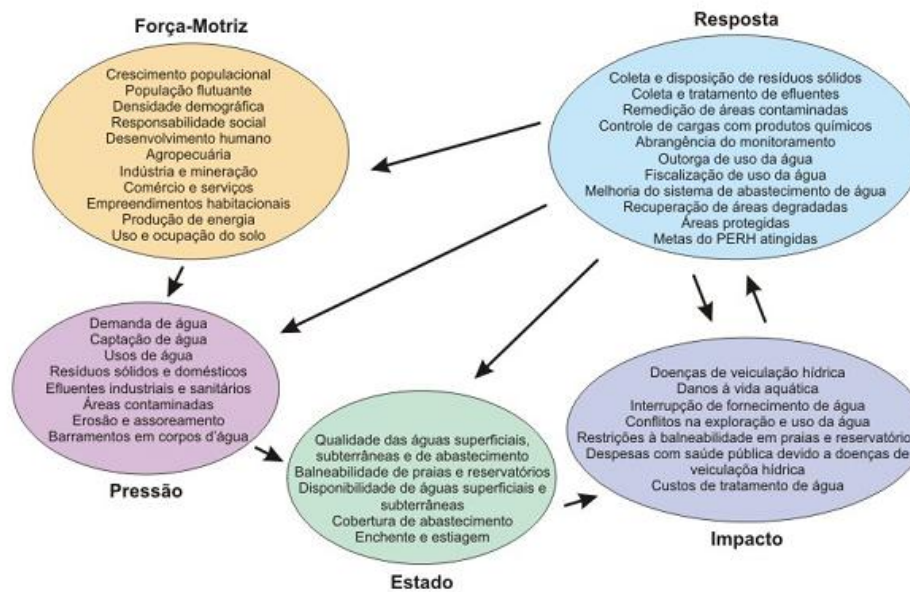 Força-Motriz
Crescimento populacional
População flutuante
Densidade demográfica
Responsabilidade social
Desenvolvimento humano
Agropecuária
Indústria e mineração
Comércio e serviços
Empreendimentos habitacionais
Produção de energia
Uso e ocupação do solo
Resposta
Coleta e disposição de resíduos sólidos
Coleta e tratamento de efluentes
Remedição de áreas contaminadas
Controle de cargas com produtos químicos
Abrangência do monitoramento
Outorga de uso da água
Fiscalização de uso da água
Melhoria do sistema de abastecimento de água
Recuperação de áreas degradadas
Áreas protegidas
Metas do PERH atingidas
Demanda de água
Captação de água
Usos de água
Resíduos sólidos e domésticos
Efluentes industriais e sanitários
Áreas contaminadas
Erosão e assoreamento
Barramentos em corpos d'água
Pressão
Qualidade das águas superficiais,
subterrâneas e de abastecimento
Balneabilidade de praias e reservatórios
Disponibilidade de águas superficiais e
subterrâneas
Cobertura de abastecimento
Enchente e estiagem
Estado
Doenças de veiculação hídrica
Danos à vida aquática
Interrupção de fornecimento de água
Conflitos na exploração e uso da água
Restrições à balneabilidade em praias e reservatório
Despesas com saúde pública devido a doenças de
veiculaçõa hídrica
Custos de tratamento de água
Impacto